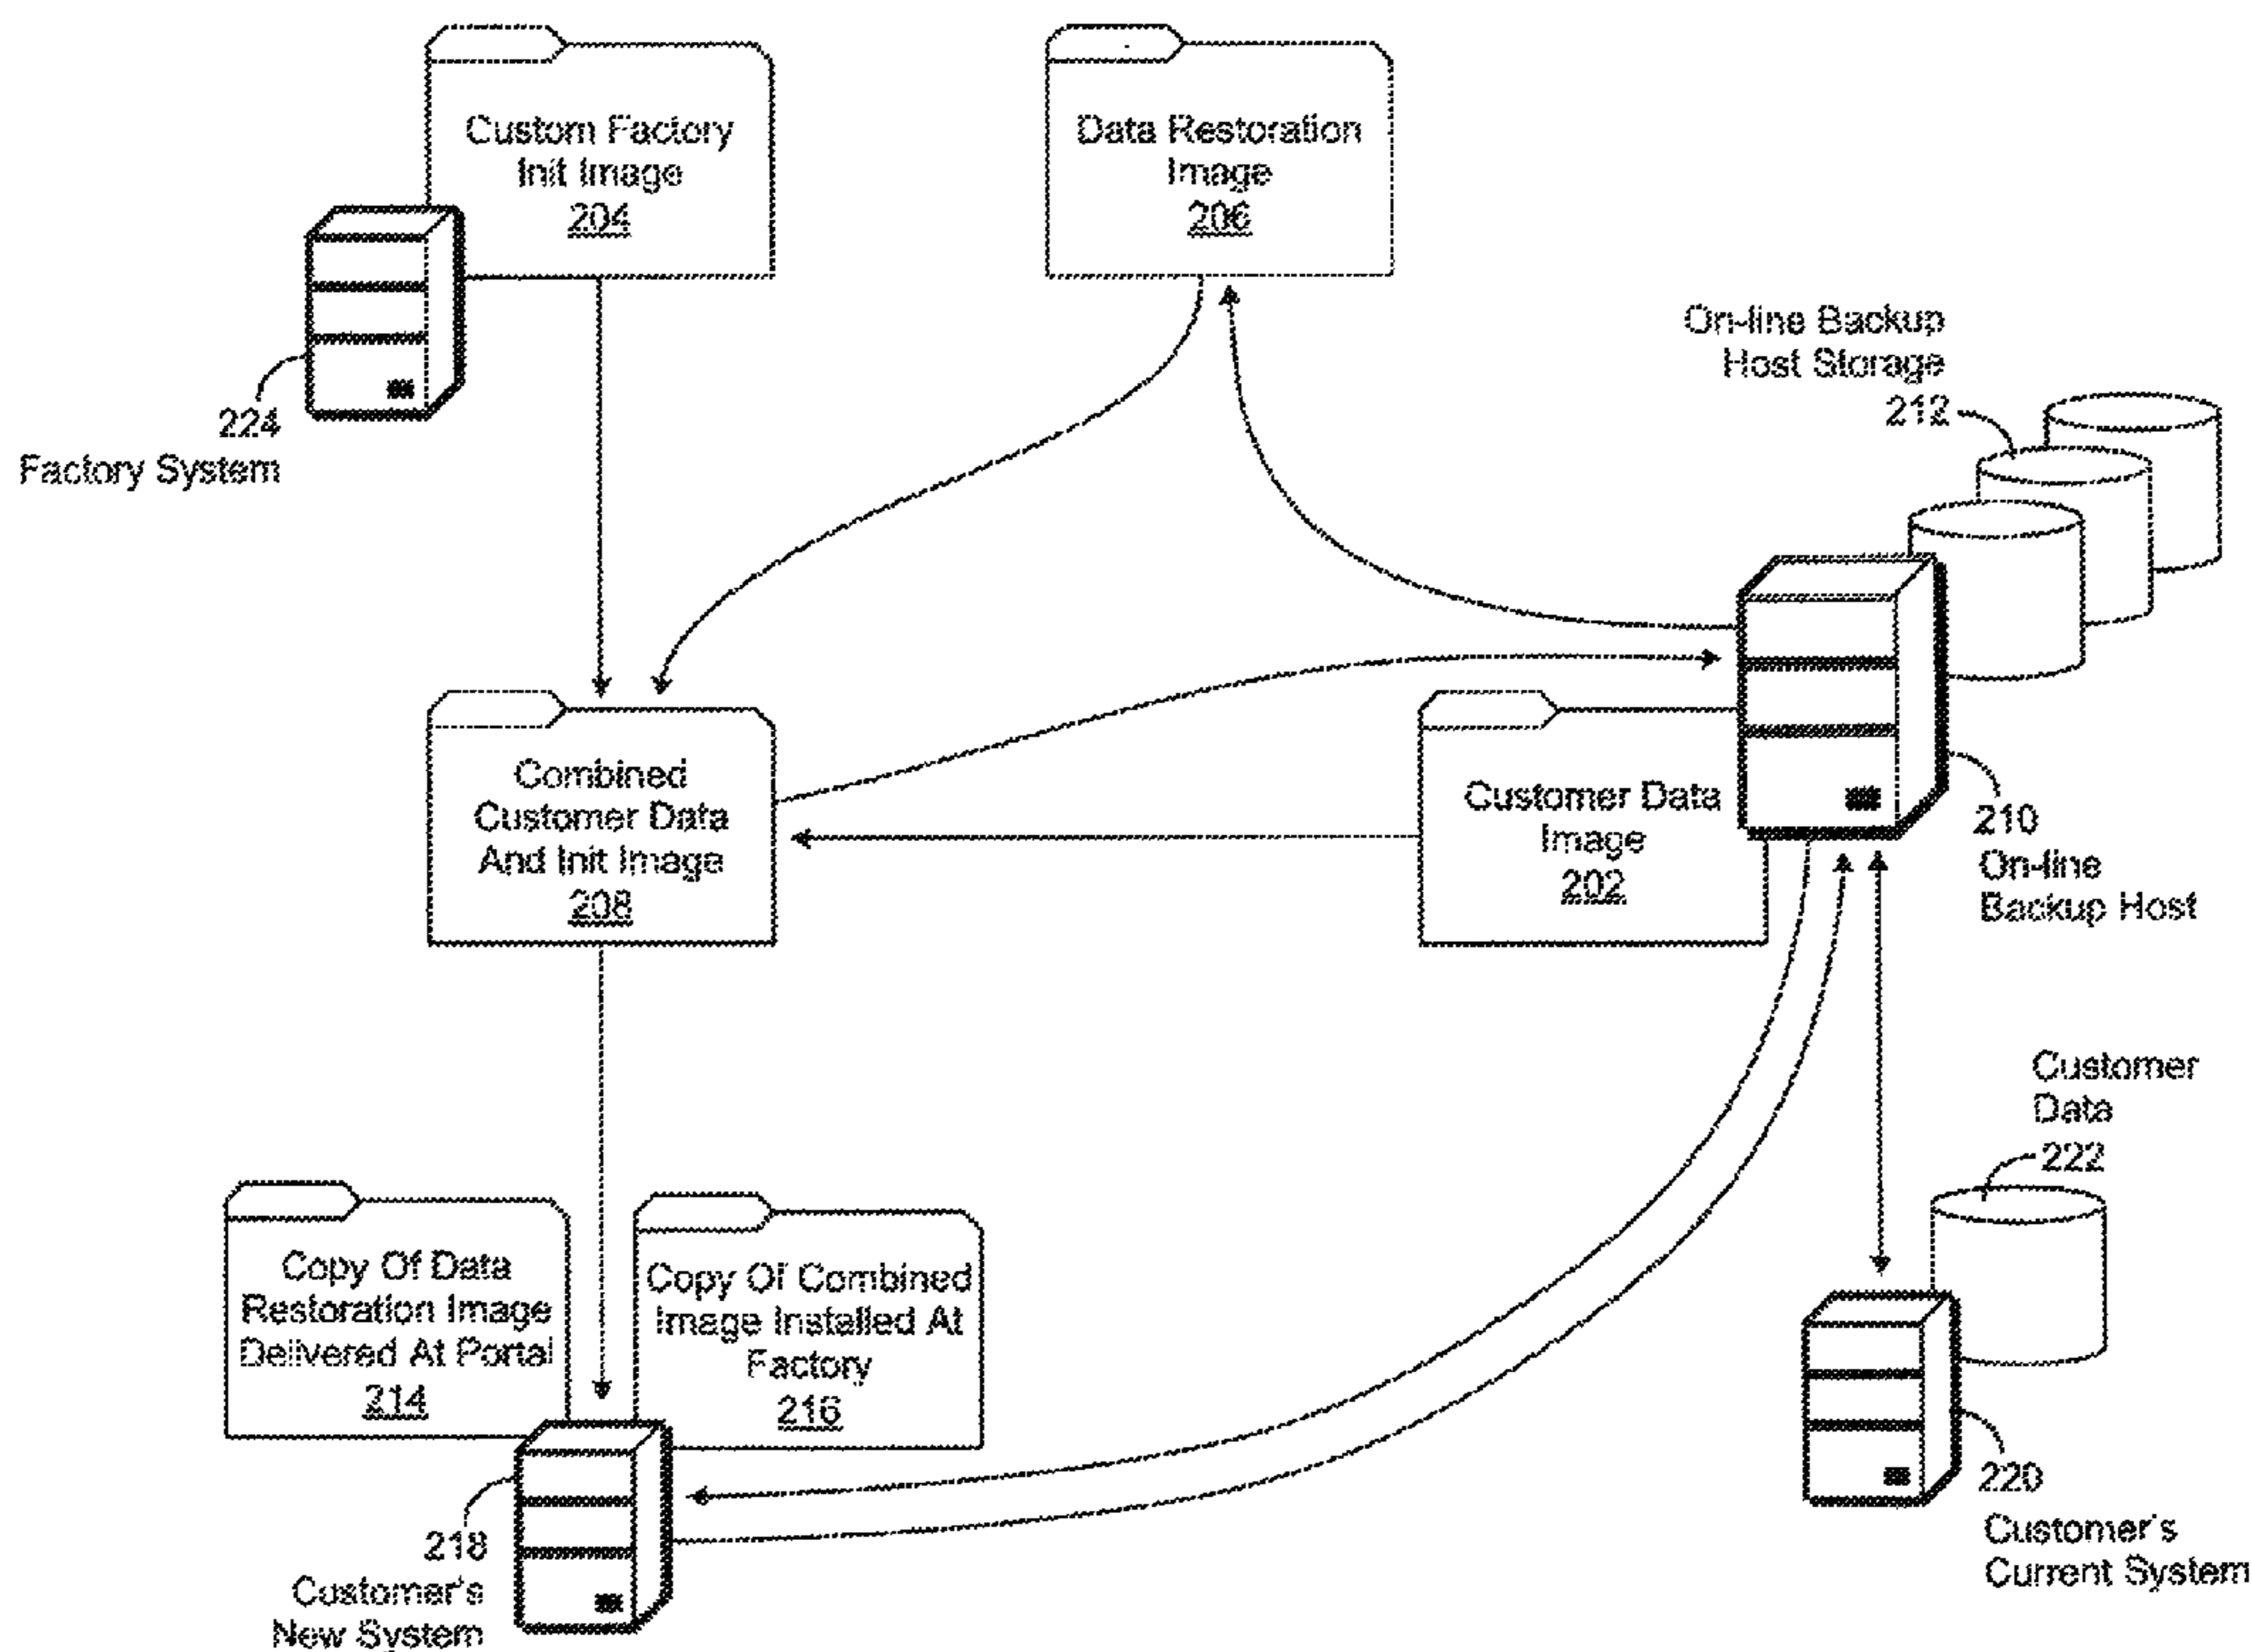 Custom Factory
Init Image
204
Data Restoration
Image
206
On-line Backup
Host Storage
212
224
Factory System
Combined
Customer Data
And Init Image
208
Customer Data
Image
202
210
On-line
Backup Host
Customer
Data
222
Copy Of Data
Restoration Image
Delivered At Portal
214
Copy Of Combined
Image Installed At
Factory
216
218
Customer's
New System
220
Customer's
Current System